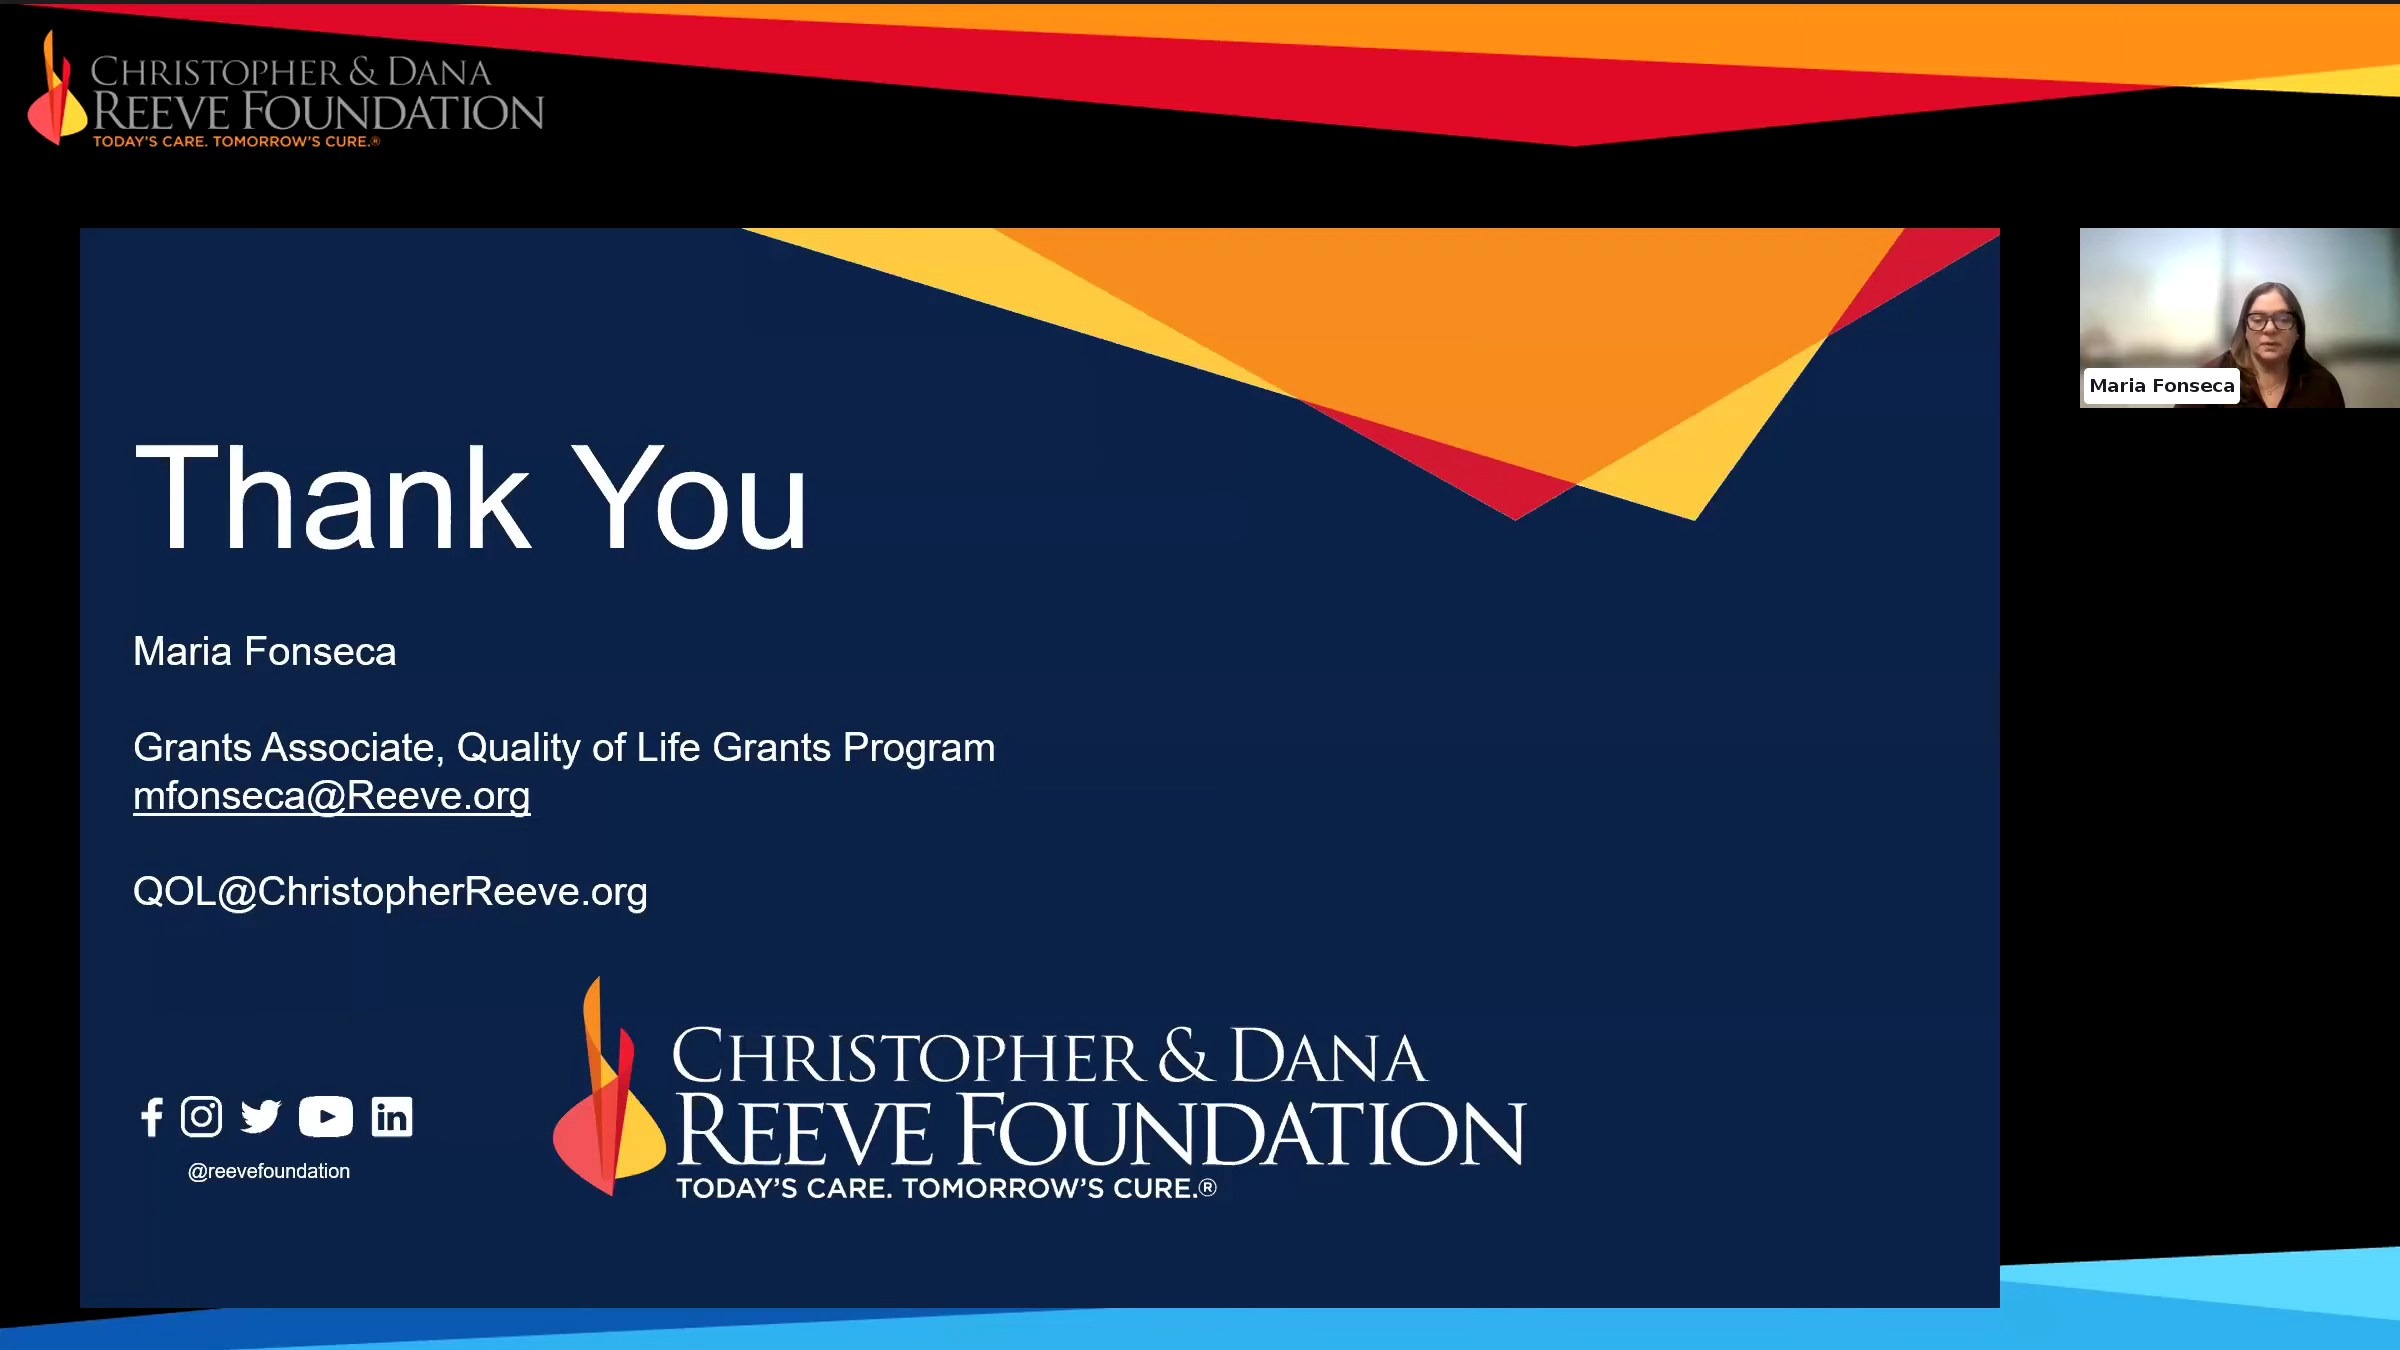 CHRISTOPHER & DANA
REEVE FOUNDATION
TODAY'S CARE. TOMORROW'S CURE.®
Maria Fonseca
Thank You
Maria Fonseca
Grants Associate, Quality of Life Grants Program
mfonseca@Reeve.org
QOL@ChristopherReeve.org
@reevefoundation
CHRISTOPHER & DANA
REEVE FOUNDATION
TODAY'S CARE. TOMORROW'S CURE.®